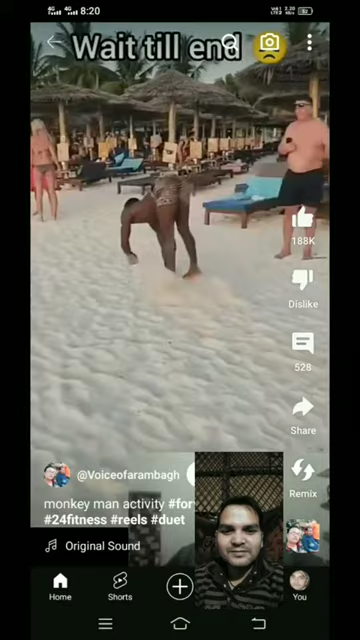 8:20
Wait till end
188K
Dislike
528
Share
Remix
@Voiceofarambagh
monkey man activity #for
#24fitness #reels #duet
Original Sound
Home
Shorts
You